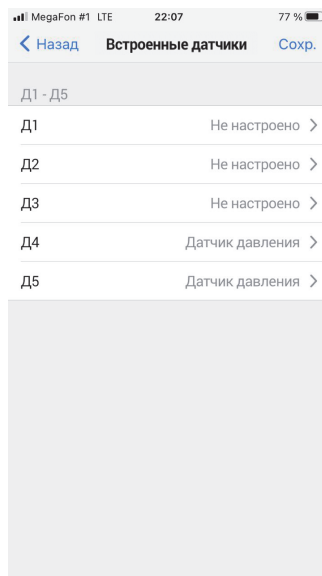 MegaFon #1 LTE 22:07 77 %
Назад Встроенные датчики Сохр.
Д1 - Д5
Д1 Не настроено
Д2 Не настроено
Д3 Не настроено
Д4 Датчик давления
Д5 Датчик давления